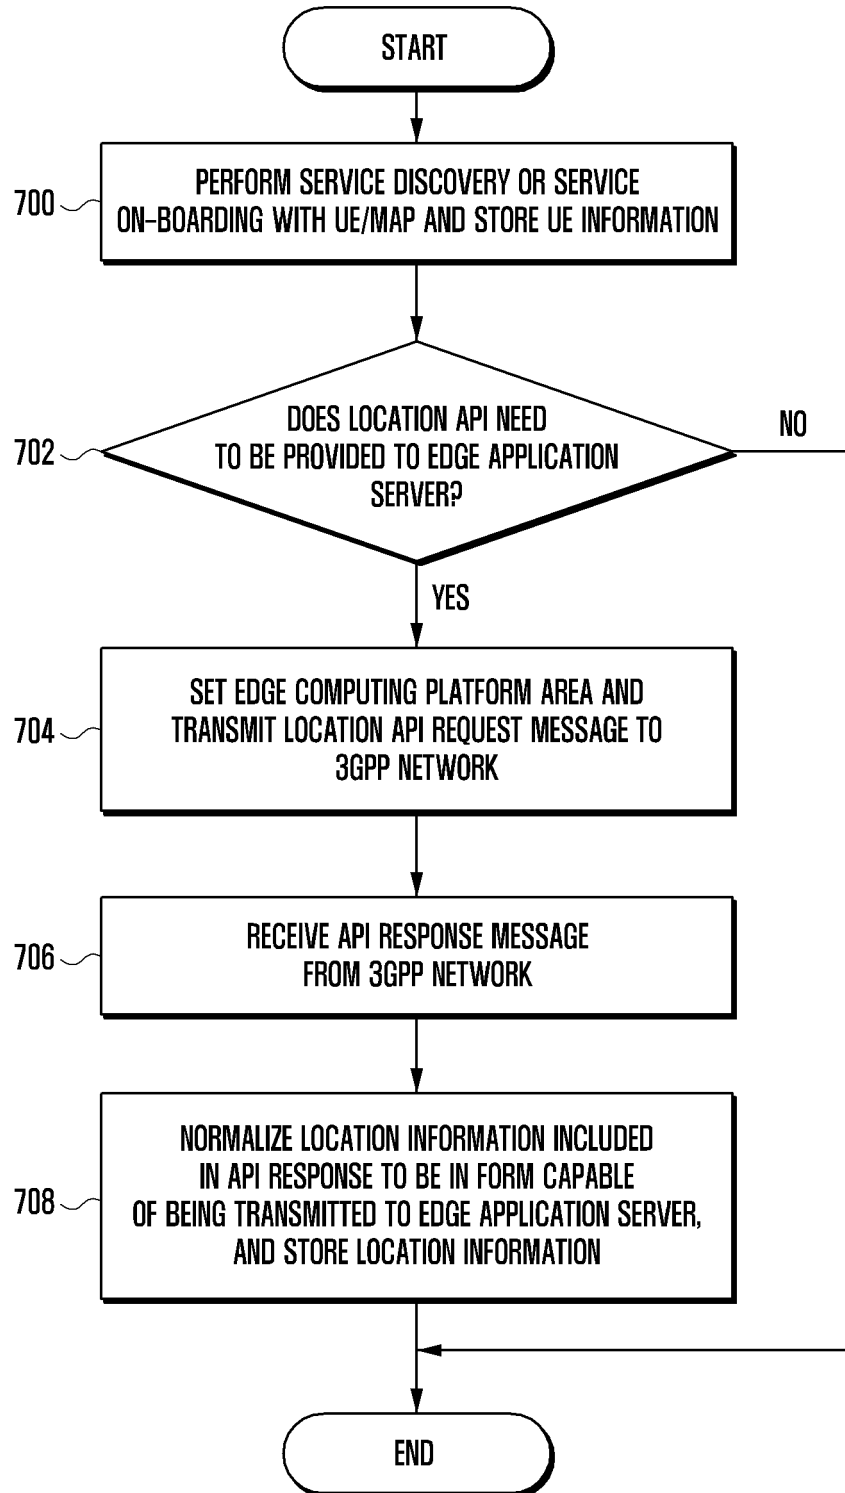 START
700
PERFORM SERVICE DISCOVERY OR SERVICE
ON-BOARDING WITH UE/MAP AND STORE UE INFORMATION
702
DOES LOCATION API NEED
TO BE PROVIDED TO EDGE APPLICATION
SERVER?
NO
YES
704
SET EDGE COMPUTING PLATFORM AREA AND
TRANSMIT LOCATION API REQUEST MESSAGE TO
3GPP NETWORK
706
RECEIVE API RESPONSE MESSAGE
FROM 3GPP NETWORK
708
NORMALIZE LOCATION INFORMATION INCLUDED
IN API RESPONSE TO BE IN FORM CAPABLE
OF BEING TRANSMITTED TO EDGE APPLICATION SERVER,
AND STORE LOCATION INFORMATION
END